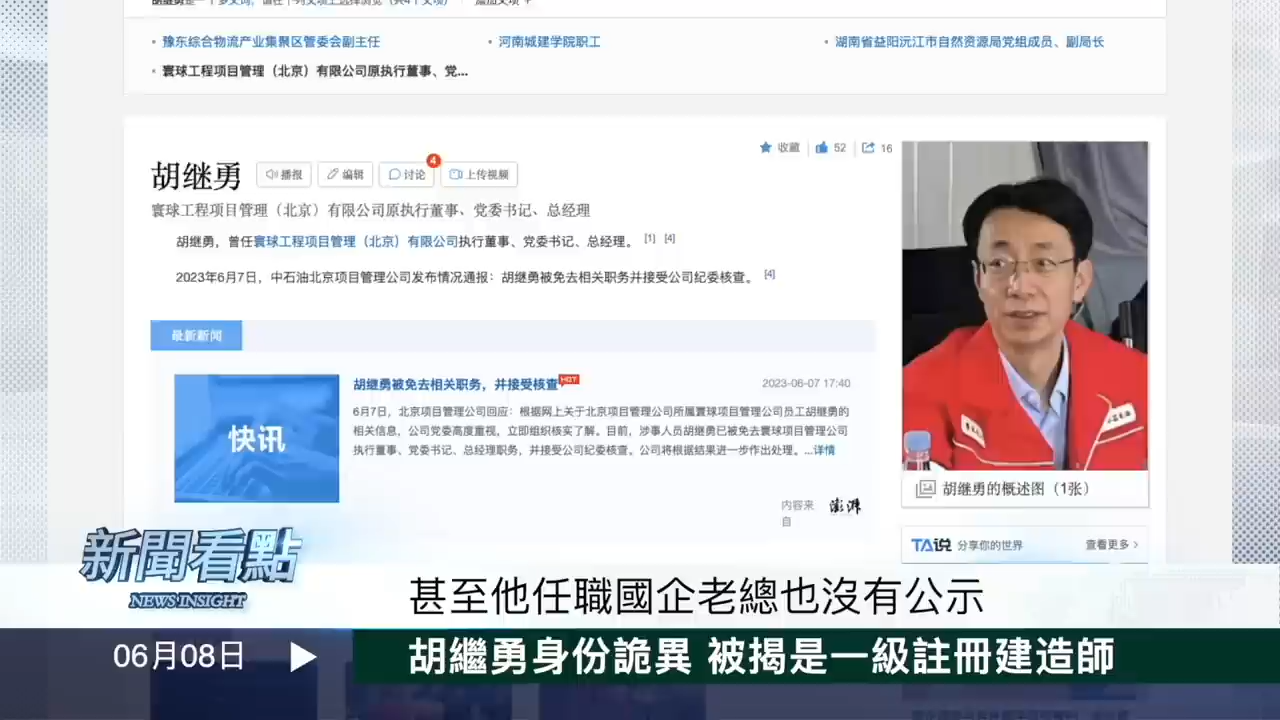 豫东综合物流产业集聚区管委会副主任
河南城建学院职工
湖南省益阳沅江市自然资源局党组成员、副局长
寰球工程项目管理（北京）有限公司原执行董事、党...
收藏 52 16
胡继勇 播报 编辑 讨论 4 上传视频
寰球工程项目管理（北京）有限公司原执行董事、党委书记、总经理
胡继勇，曾任寰球工程项目管理（北京）有限公司执行董事、党委书记、总经理。 [1] [4]
2023年6月7日，中石油北京项目管理公司发布情况通报：胡继勇被免去相关职务并接受公司纪委核查。 [4]
最新新闻
快讯
胡继勇被免去相关职务，并接受核查 HOT 2023-06-07 17:40
6月7日，北京项目管理公司回应：根据网上关于北京项目管理公司所属寰球项目管理公司员工胡继勇的
相关信息，公司党委高度重视，立即组织核实了解。目前，涉事人员胡继勇已被免去寰球项目管理公司
执行董事、党委书记、总经理职务，并接受公司纪委核查。公司将根据结果进一步作出处理。...详情
内容来
自
澎湃
胡继勇的概述图（1张）
TA说 分享你的世界 查看更多 >
新聞看點
NEWS INSIGHT
甚至他任職國企老總也沒有公示
06月08日
胡繼勇身份詭異 被揭是一級註冊建造師